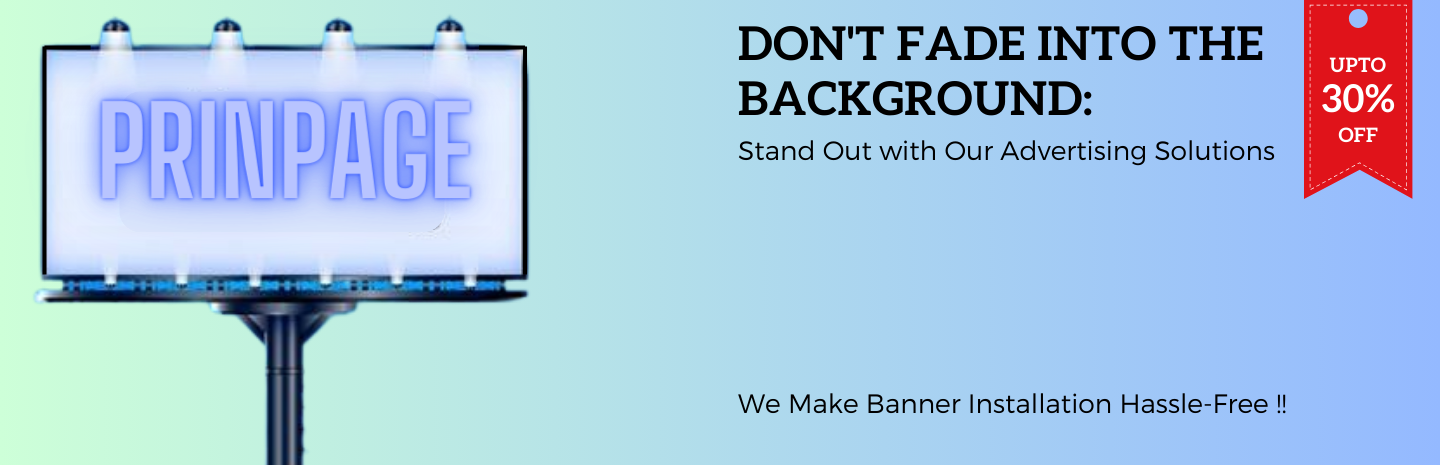 PRINPAGE
DON'T FADE INTO THE
BACKGROUND:
Stand Out with Our Advertising Solutions
UPTO
30%
OFF
We Make Banner Installation Hassle-Free !!